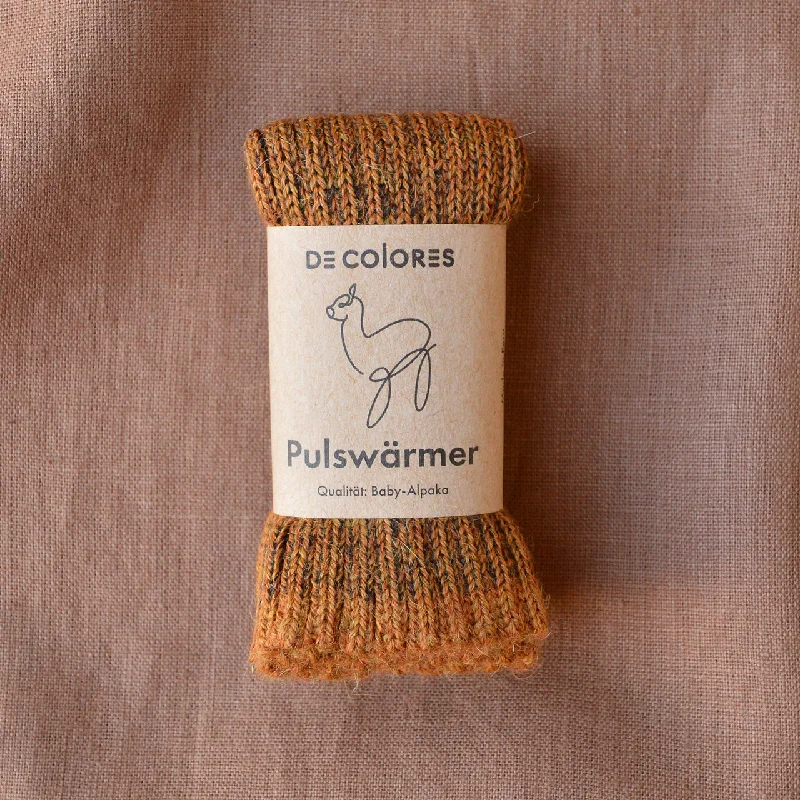 DE COLORES
Pulswärmer
Qualität: Baby-Alpaka